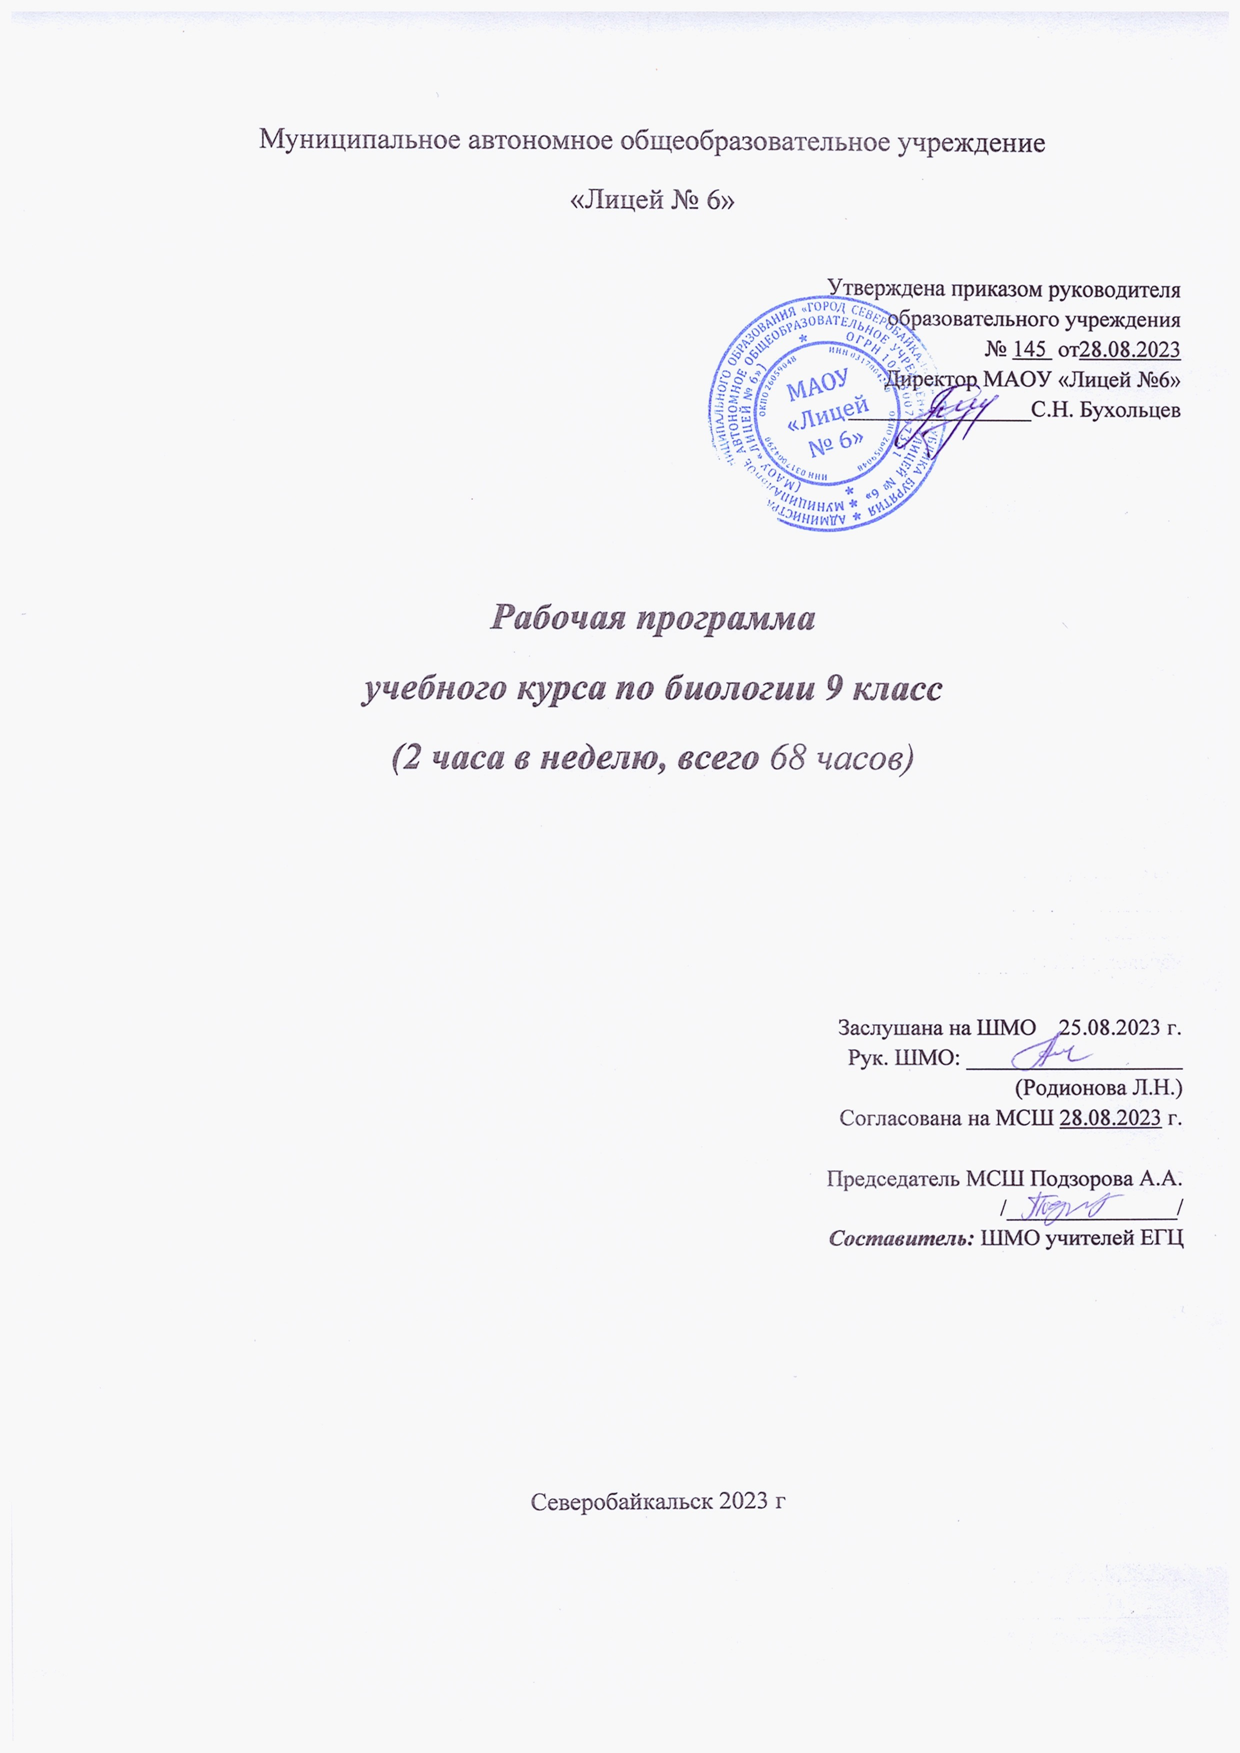 Муниципальное автономное общеобразовательное учреждение
«Лицей № 6»
Утверждена приказом руководителя
образовательного учреждения
№ 145 от28.08.2023
Директор МАОУ «Лицей №6»
С.Н. Бухольцев
МАОУ
«Лицей
№ 6»
Рабочая программа
учебного курса по биологии 9 класс
(2 часа в неделю, всего 68 часов)
Заслушана на ШМО 25.08.2023 г.
Рук. ШМО:
(Родионова Л.Н.)
Согласована на МСШ 28.08.2023 г.
Председатель МСШ Подзорова А.А.
/ /
Составитель: ШМО учителей ЕГЦ
Северобайкальск 2023 г